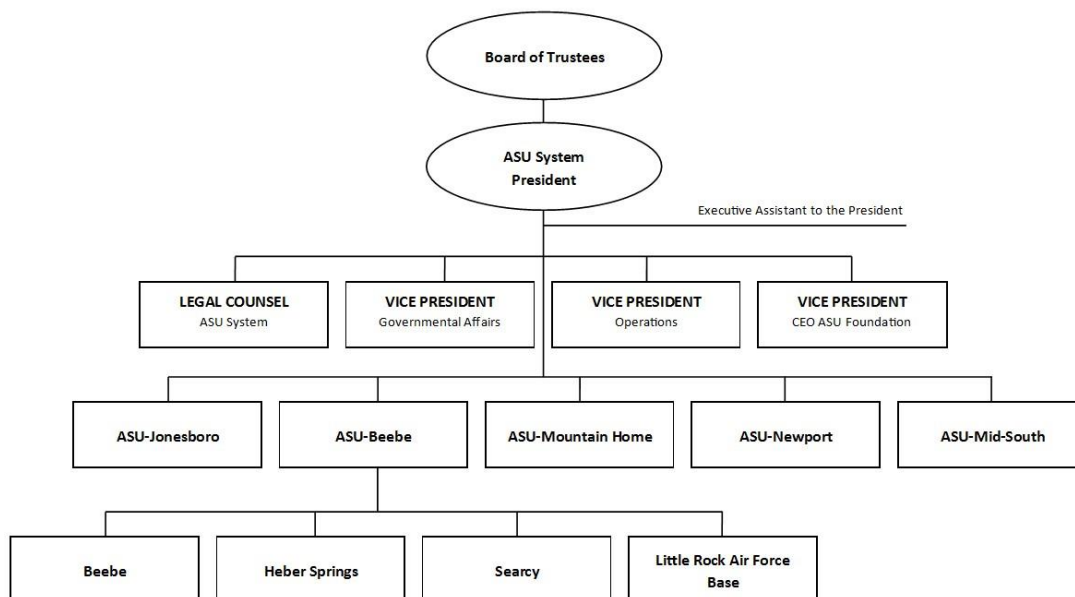 Board of Trustees
ASU System
President
Executive Assistant to the President
LEGAL COUNSEL
ASU System
VICE PRESIDENT
Governmental Affairs
VICE PRESIDENT
Operations
VICE PRESIDENT
CEO ASU Foundation
ASU-Jonesboro
ASU-Beebe
ASU-Mountain Home
ASU-Newport
ASU-Mid-South
Beebe
Heber Springs
Searcy
Little Rock Air Force
Base